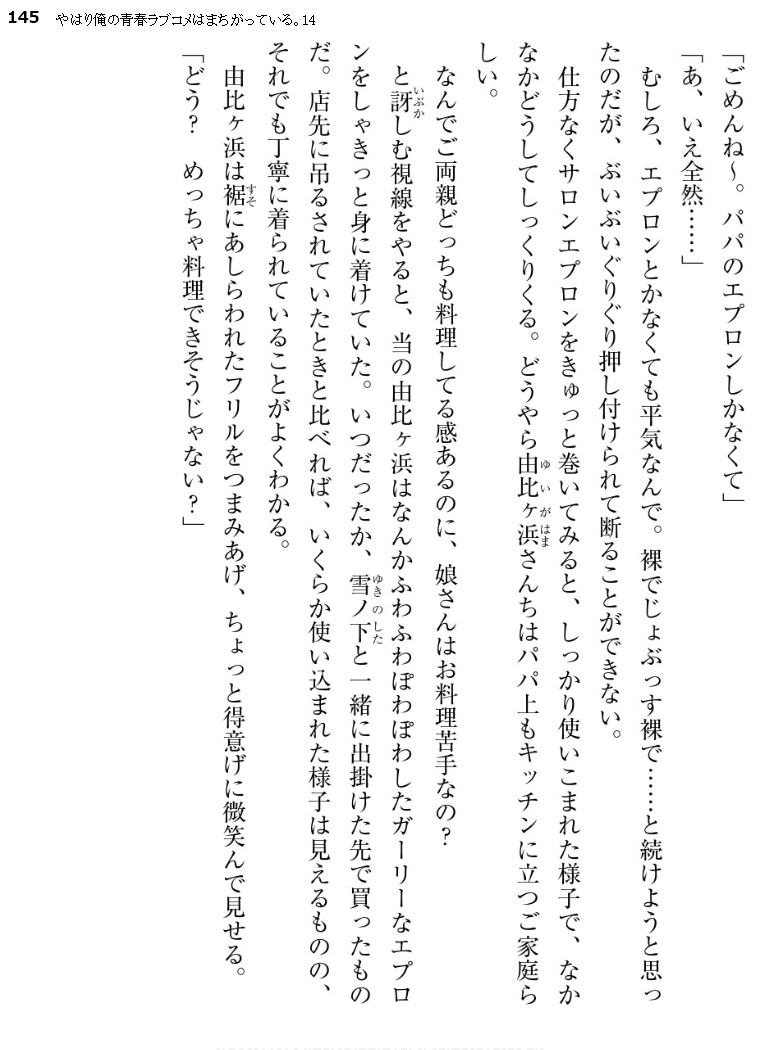 145 やはり俺の青春ラブコメはまちがっている。14
「ごめんね～。パパのエプロンしかなくて」
「あ、いえ全然……」
むしろ、エプロンとかなくても平気なんで。裸でじょぶっす裸で……と続けようと思っ
たのだが、ぶいぶいぐりぐり押し付けられて断ることができない。
仕方なくサロンエプロンをきゅっと巻いてみると、しっかり使いこまれた様子で、なか
なかどうしてしっくりくる。どうやら由比ヶ浜さんちはパパ上もキッチンに立つご家庭ら
しい。
なんでご両親どっちも料理してる感あるのに、娘さんはお料理苦手なの？
と訝しむ視線をやると、当の由比ヶ浜はなんかふわふわぽわぽわしたガーリーなエプロ
ンをしゃきっと身に着けていた。いつだったか、雪ノ下と一緒に出掛けた先で買ったもの
だ。店先に吊るされていたときと比べれば、いくらか使い込まれた様子は見えるものの、
それでも丁寧に着られていることがよくわかる。
由比ヶ浜は裾にあしらわれたフリルをつまみあげ、ちょっと得意げに微笑んで見せる。
「どう？　めっちゃ料理できそうじゃない？」